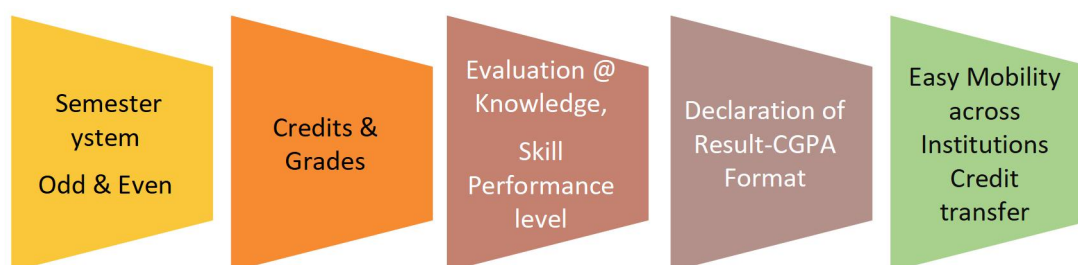 Semester
ystem
Odd & Even
Credits &
Grades
Evaluation @
Knowledge,
Skill
Performance
level
Declaration of
Result-CGPA
Format
Easy Mobility
across
Institutions
Credit
transfer